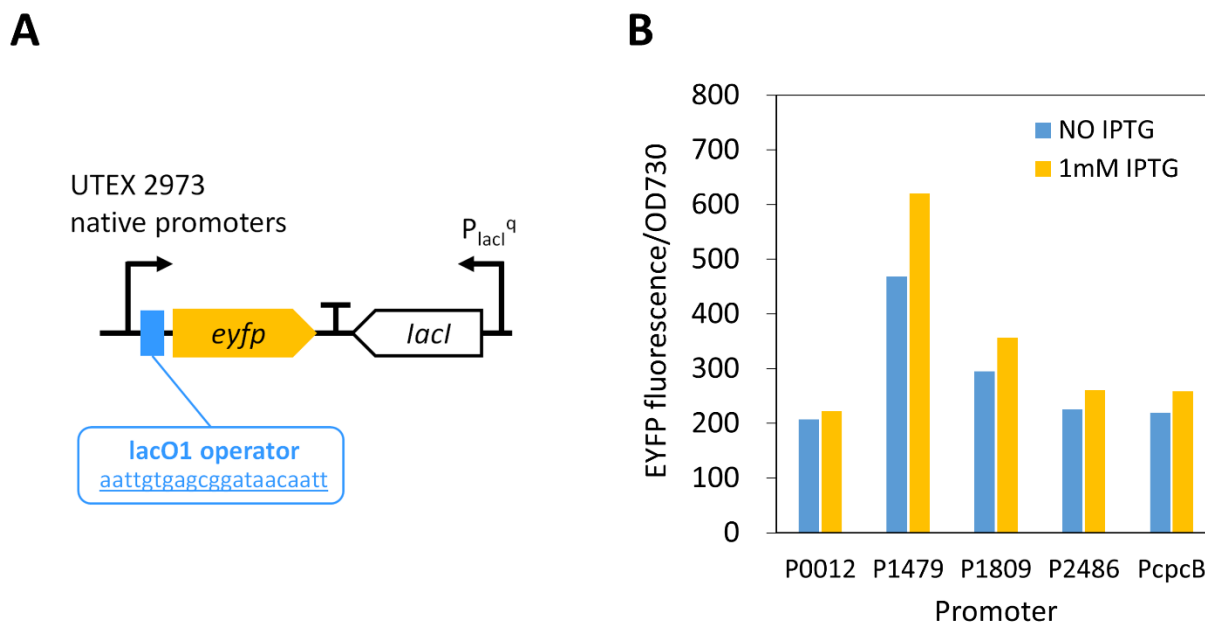 A
UTEX 2973
native promoters
PlacIq
eyfp
lacI
lacO1 operator
aattgtgagcggataacaatt
B
EYFP fluorescence/OD730
800
700
600
500
400
300
200
100
0
NO IPTG
1mM IPTG
P0012 P1479 P1809 P2486 PcpcB
Promoter